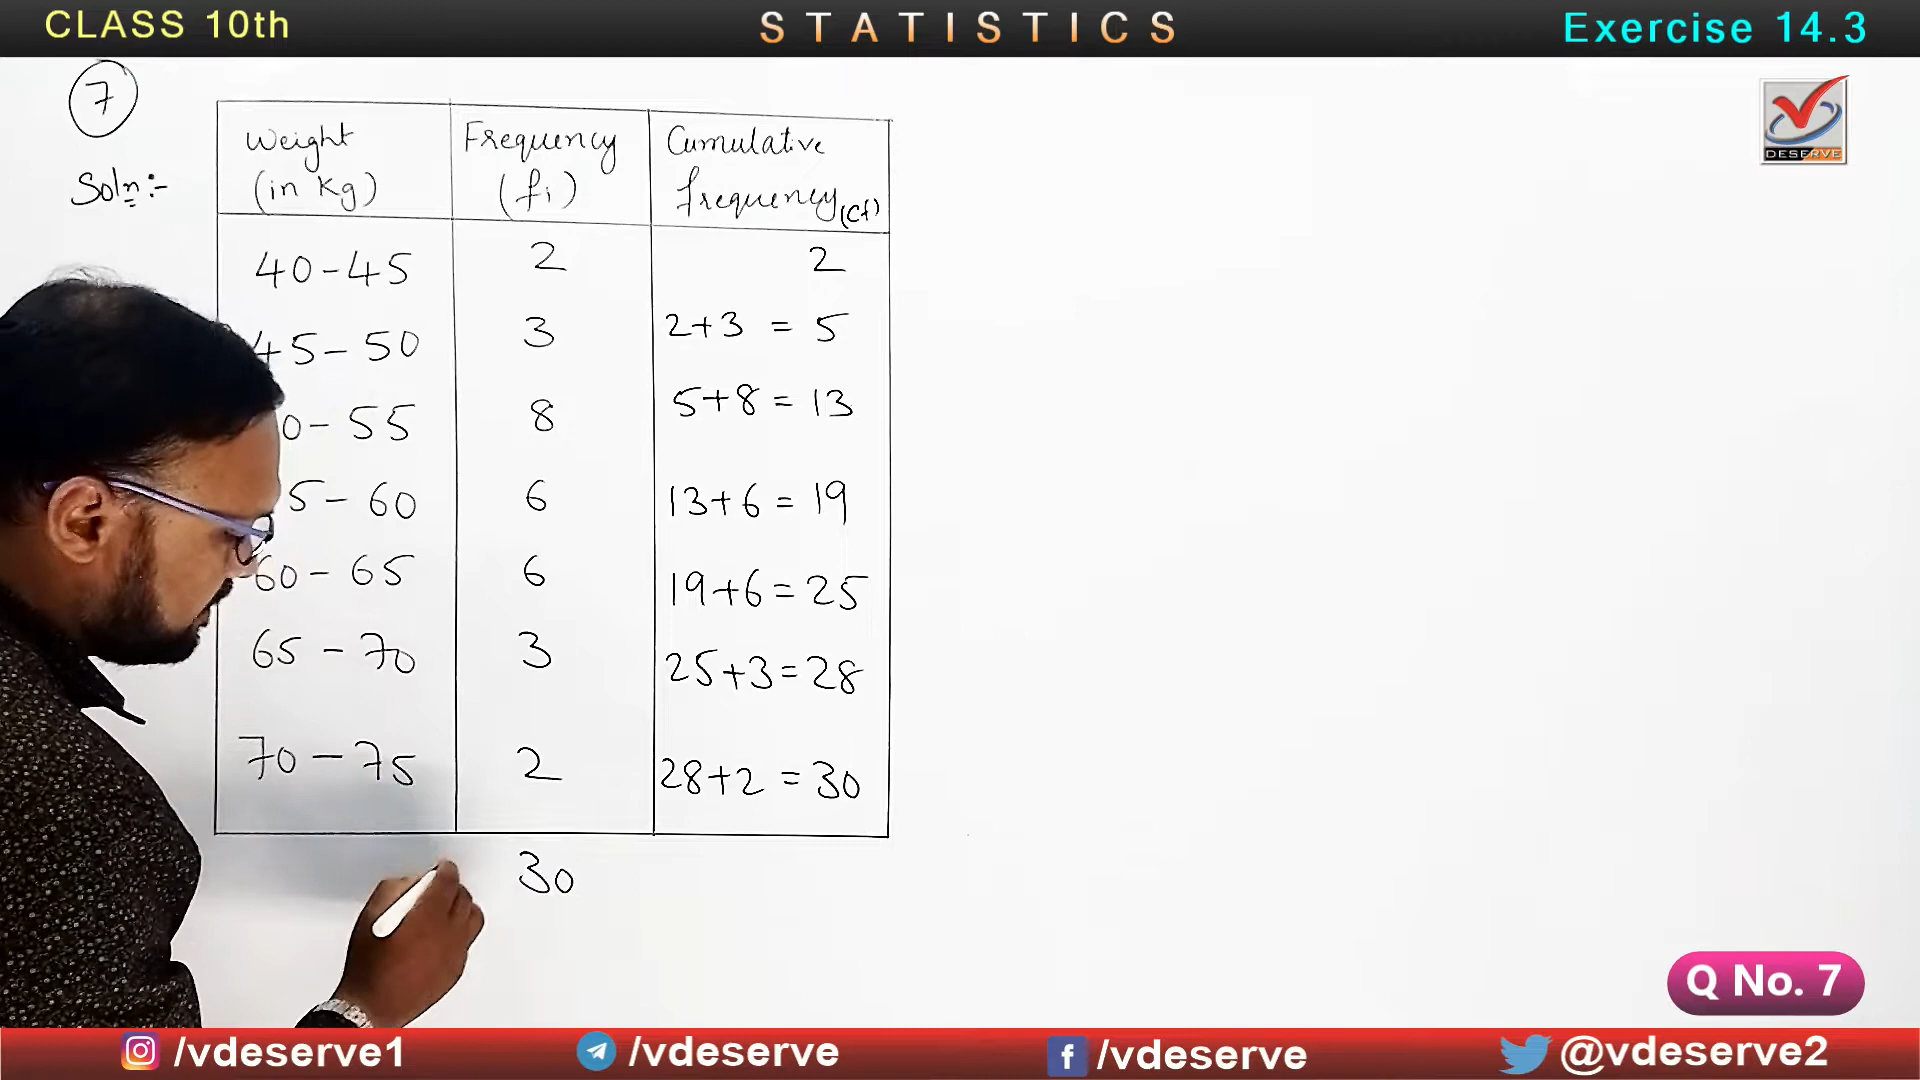 CLASS 10th
STATISTICS
Exercise 14.3
DESERVE
7
Soln:-
Weight (in Kg)
Frequency (fi)
Cumulative frequency (cf)
40-45 2 2
45-50 3 2+3 = 5
0-55 8 5+8 = 13
5-60 6 13+6 = 19
60-65 6 19+6 = 25
65-70 3 25+3 = 28
70-75 2 28+2 = 30
30
Q No. 7
/vdeserve1
/vdeserve
/vdeserve
@vdeserve2